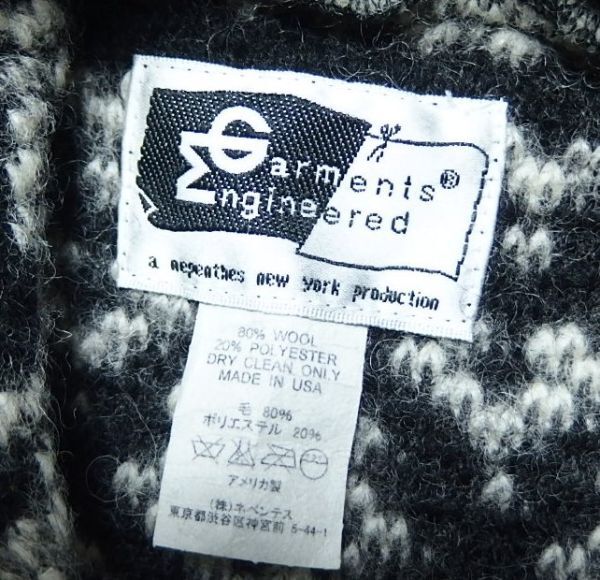 Garments®
Engineered
a nepenthes new york production
80% WOOL
20% POLYESTER
DRY CLEAN ONLY
MADE IN USA
毛 80%
ポリエステル 20%
アメリカ製
(株)ネペンテス
東京都渋谷区神宮前 5-44-1